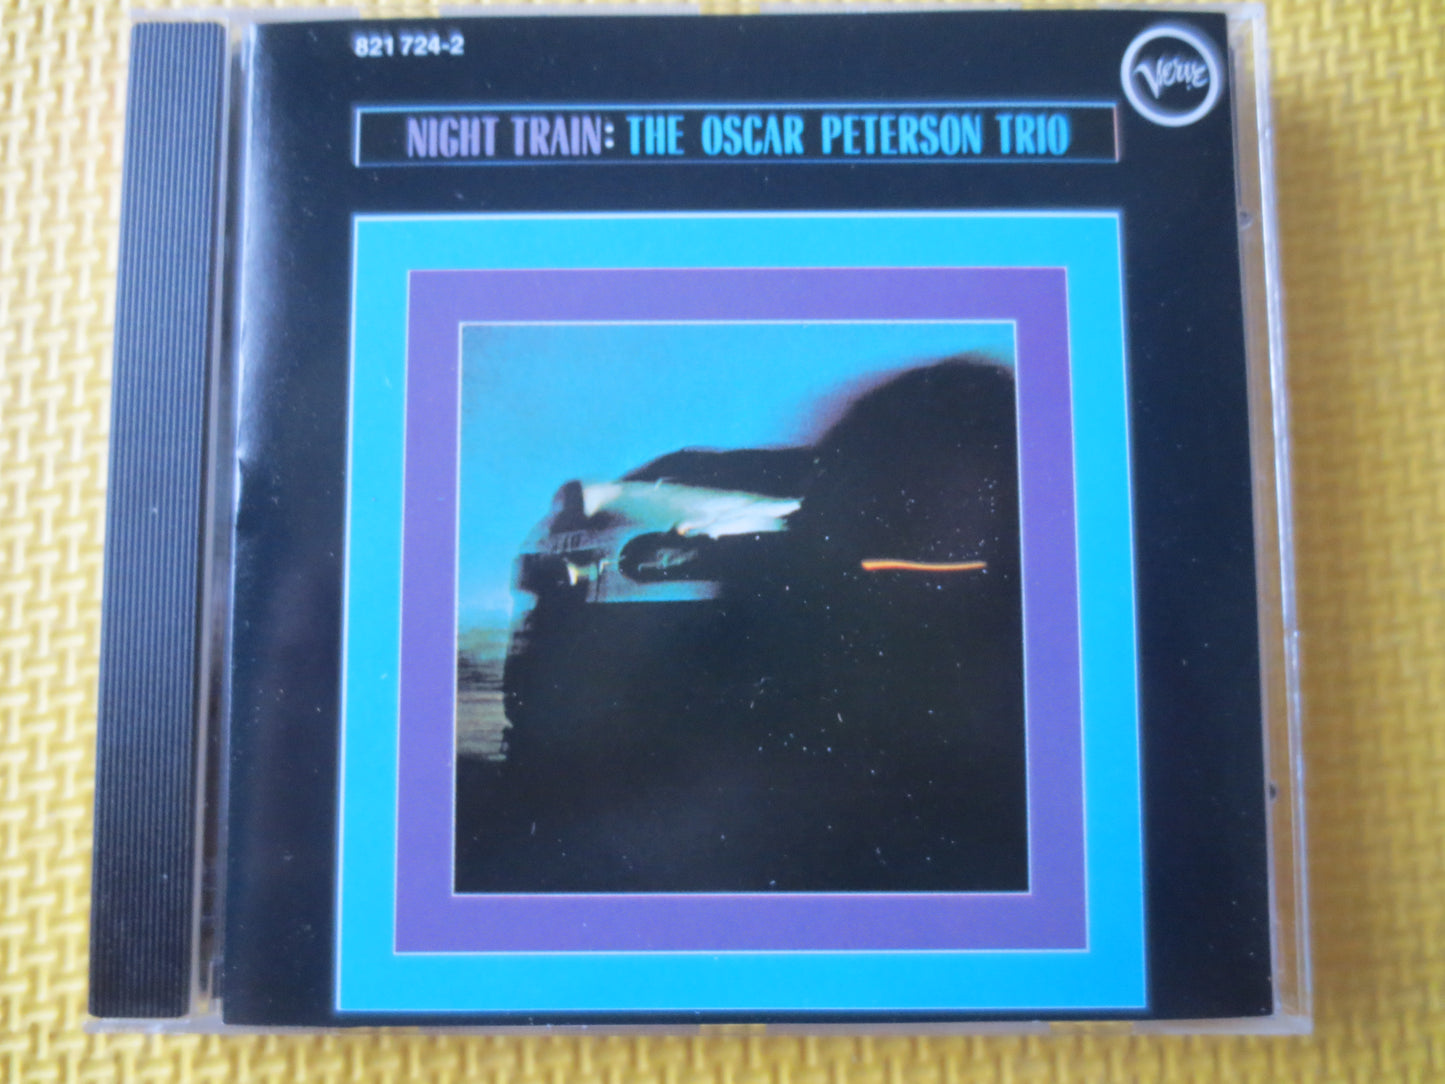 821 724-2
Verve
NIGHT TRAIN: THE OSCAR PETERSON TRIO